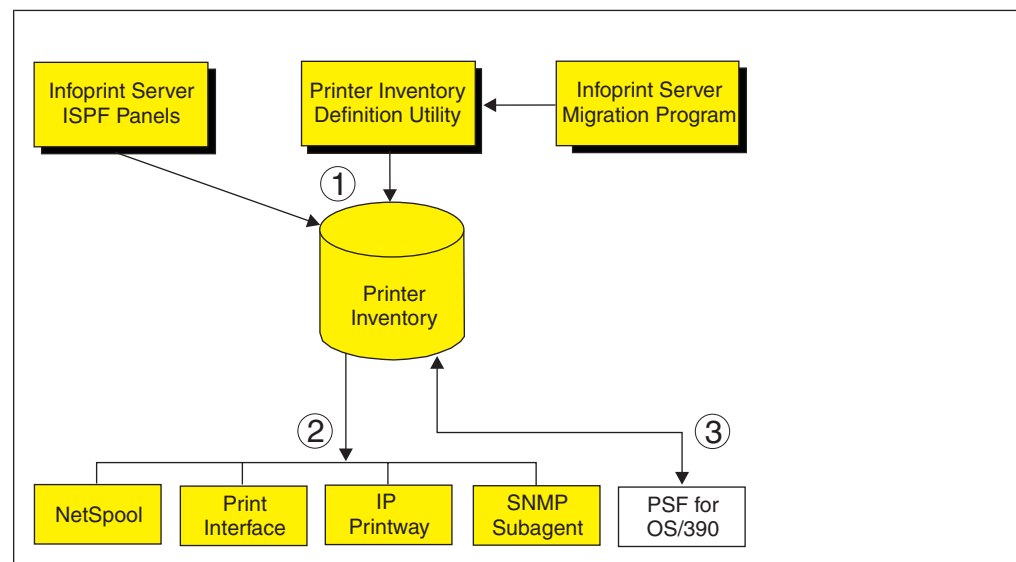 Infoprint Server
ISPF Panels
Printer Inventory
Definition Utility
Infoprint Server
Migration Program
1
Printer
Inventory
2
3
NetSpool
Print
Interface
IP
Printway
SNMP
Subagent
PSF for
OS/390